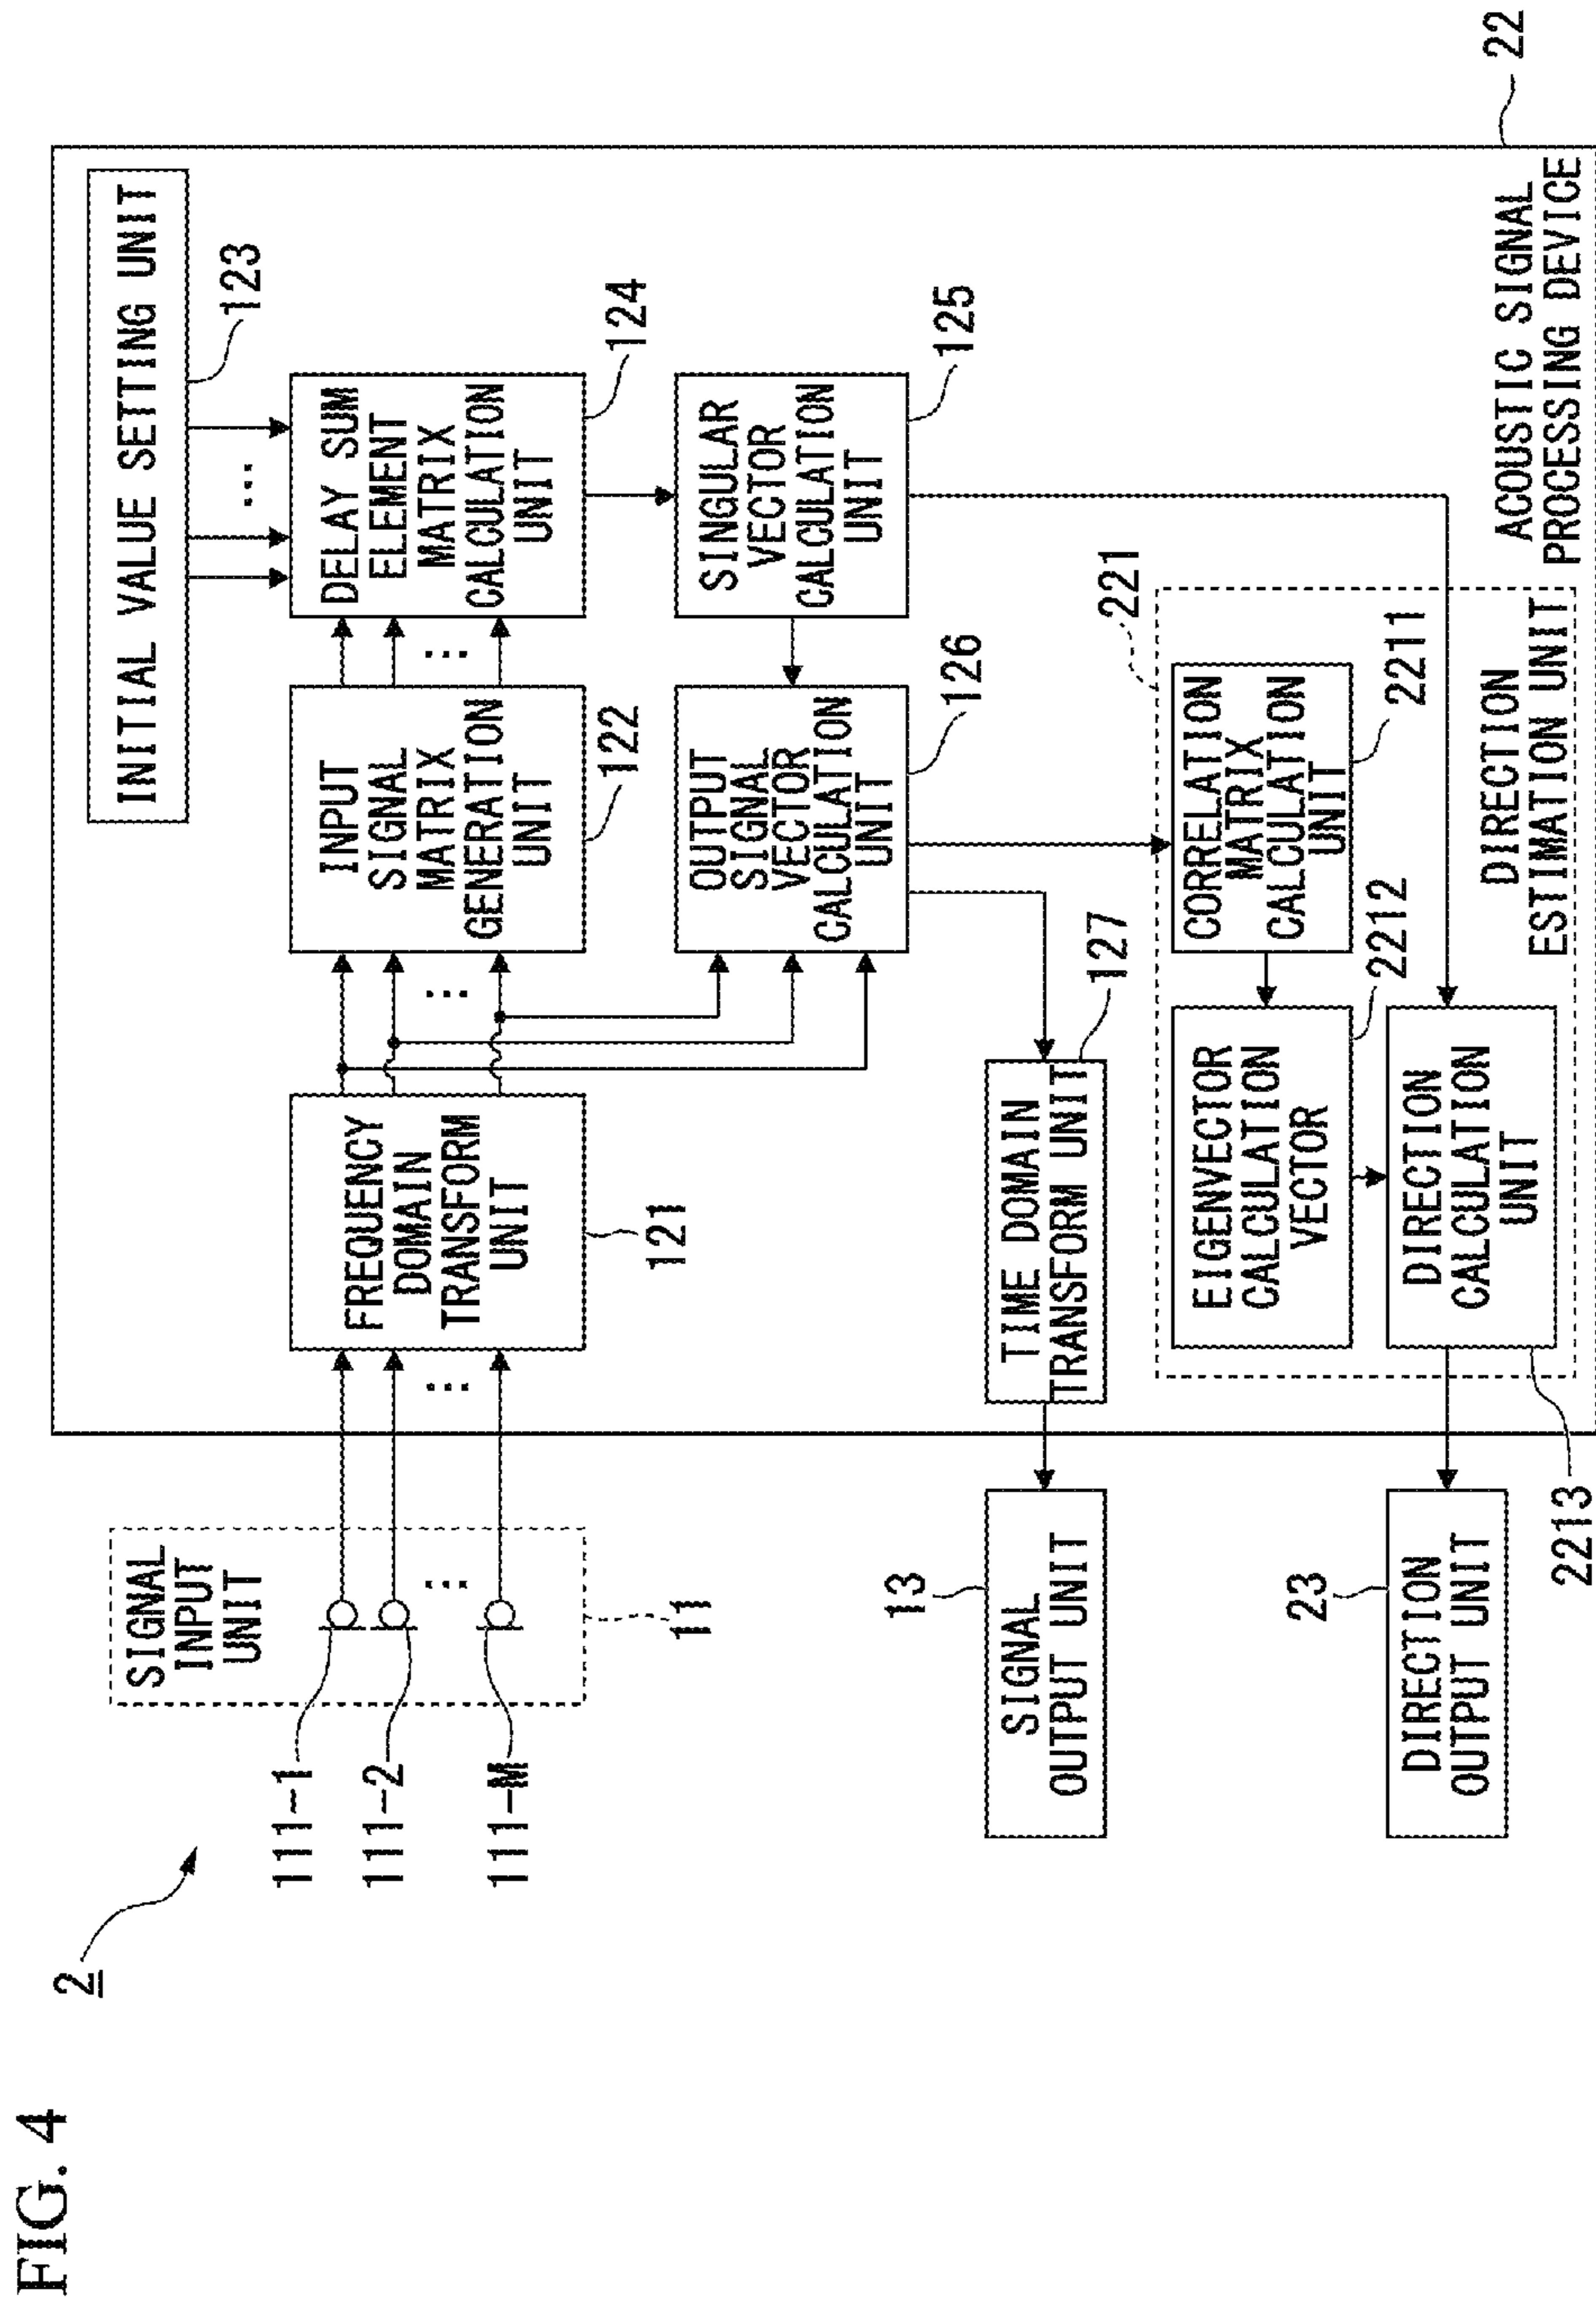 FIG. 4
2
SIGNAL
INPUT
UNIT
111-1
111-2
111-M
...
11
...
FREQUENCY
DOMAIN
TRANSFORM
UNIT
121
...
INPUT
SIGNAL
MATRIX
GENERATION
UNIT
122
...
INITIAL VALUE SETTING UNIT
123
...
DELAY SUM
ELEMENT
MATRIX
CALCULATION
UNIT
124
SINGULAR
VECTOR
CALCULATION
UNIT
125
OUTPUT
SIGNAL
VECTOR
CALCULATION
UNIT
126
TIME DOMAIN
TRANSFORM UNIT
127
SIGNAL
OUTPUT UNIT
13
221
CORRELATION
MATRIX
CALCULATION
UNIT
2211
EIGENVECTOR
CALCULATION
VECTOR
2212
DIRECTION
CALCULATION
UNIT
2213
DIRECTION
ESTIMATION UNIT
DIRECTION
OUTPUT UNIT
23
ACOUSTIC SIGNAL
PROCESSING DEVICE
22